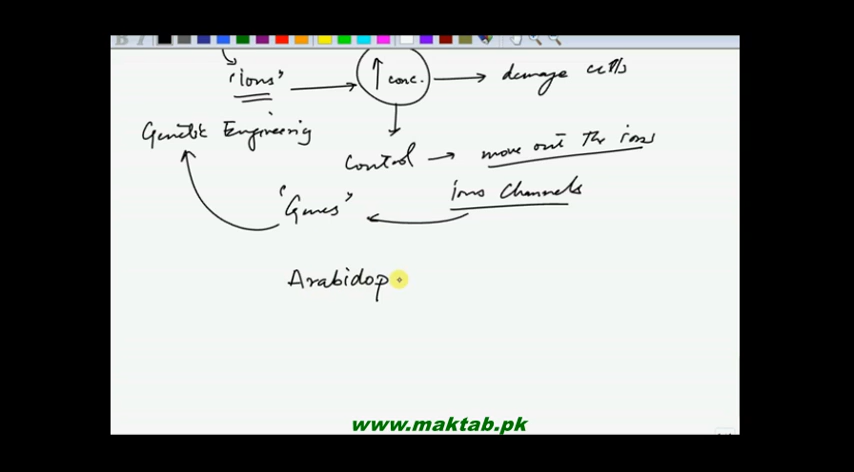 B I T
'Ions' → ↑ conc. → damage cells
Genetic Engineering
Control → move out the ions
'Genes' ions channels
Arabidop
www.maktab.pk